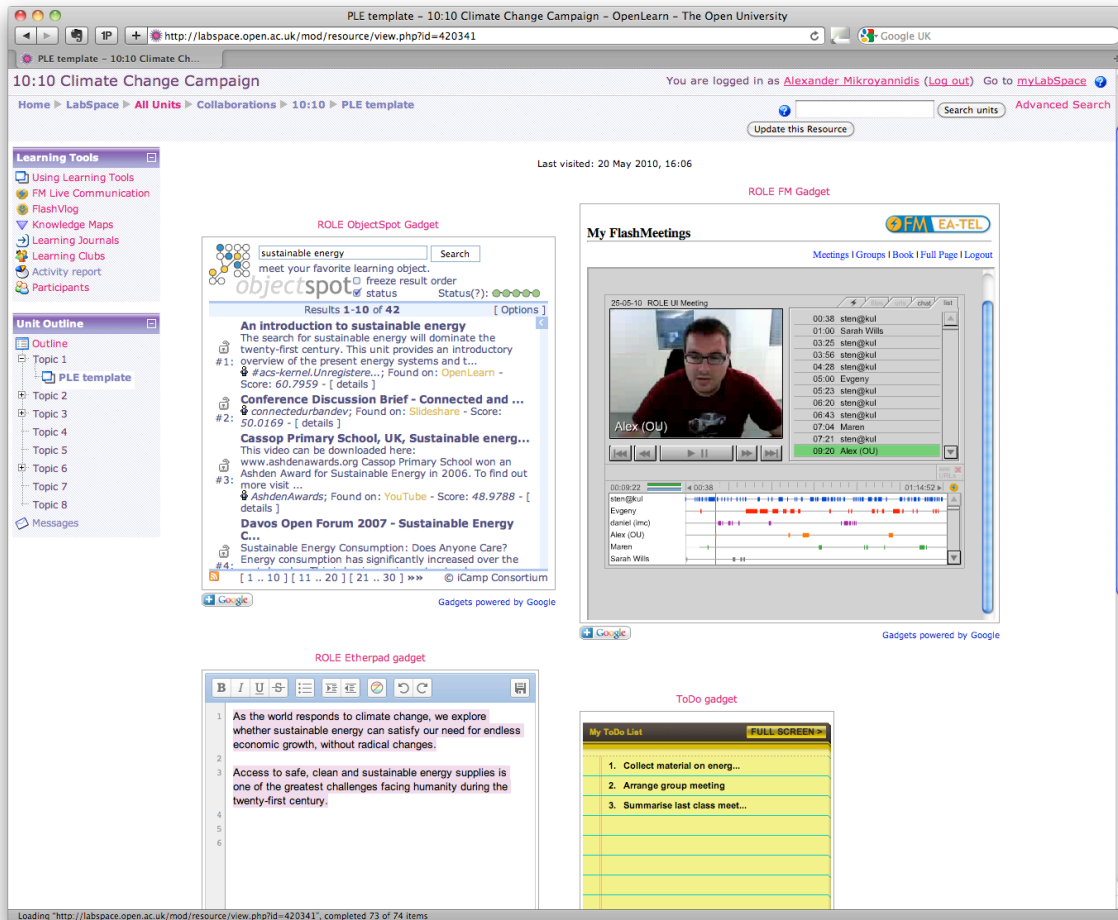 PLE template – 10:10 Climate Change Campaign – OpenLearn – The Open University
1P
http://labspace.open.ac.uk/mod/resource/view.php?id=420341
Google UK
PLE template – 10:10 Climate Ch...
10:10 Climate Change Campaign
You are logged in as Alexander Mikroyannidis (Log out) Go to myLabSpace
Home ▶ LabSpace ▶ All Units ▶ Collaborations ▶ 10:10 ▶ PLE template
Search units
Advanced Search
Update this Resource
Learning Tools
Using Learning Tools
FM Live Communication
FlashVlog
Knowledge Maps
Learning Journals
Learning Clubs
Activity report
Participants
Unit Outline
Outline
Topic 1
PLE template
Topic 2
Topic 3
Topic 4
Topic 5
Topic 6
Topic 7
Topic 8
Messages
Last visited: 20 May 2010, 16:06
ROLE ObjectSpot Gadget
sustainable energy
Search
meet your favorite learning object.
objectspot
freeze result order
status
Status(?):
Results 1-10 of 42
[ Options ]
An introduction to sustainable energy
The search for sustainable energy will dominate the
twenty-first century. This unit provides an introductory
#1: overview of the present energy systems and t...
#acs-kernel.Unregistere...; Found on: OpenLearn -
Score: 60.7959 - [ details ]
Conference Discussion Brief - Connected and ...
#2: connectedurbandev; Found on: Slideshare - Score:
50.0169 - [ details ]
Cassop Primary School, UK, Sustainable energ...
This video can be downloaded here:
www.ashdenawards.org Cassop Primary School won an
#3: Ashden Award for Sustainable Energy in 2006. To find out
more visit ...
AshdenAwards; Found on: YouTube - Score: 48.9788 - [
details ]
Davos Open Forum 2007 - Sustainable Energy
C...
Sustainable Energy Consumption: Does Anyone Care?
#4: Energy consumption has significantly increased over the
[ 1 .. 10 ] [ 11 .. 20 ] [ 21 .. 30 ] »»
© iCamp Consortium
Google
Gadgets powered by Google
ROLE FM Gadget
My FlashMeetings
FM EA-TEL
Meetings | Groups | Book | Full Page | Logout
25-05-10 ROLE UI Meeting
chat
list
Alex (OU)
00:38 sten@kul
01:00 Sarah Wills
03:25 sten@kul
03:56 sten@kul
04:28 sten@kul
05:00 Evgeny
05:23 sten@kul
06:20 sten@kul
06:43 sten@kul
07:04 Maren
07:21 sten@kul
09:20 Alex (OU)
00:09:22
00:38
01:14:52
sten@kul
Evgeny
daniel (imc)
Alex (OU)
Maren
Sarah Wills
Google
Gadgets powered by Google
ROLE Etherpad gadget
B I U S
1 As the world responds to climate change, we explore
whether sustainable energy can satisfy our need for endless
economic growth, without radical changes.
2
3 Access to safe, clean and sustainable energy supplies is
one of the greatest challenges facing humanity during the
twenty-first century.
4
5
6
ToDo gadget
My ToDo List
FULL SCREEN >
1. Collect material on energ...
2. Arrange group meeting
3. Summarise last class meet...
Loading "http://labspace.open.ac.uk/mod/resource/view.php?id=420341", completed 73 of 74 items